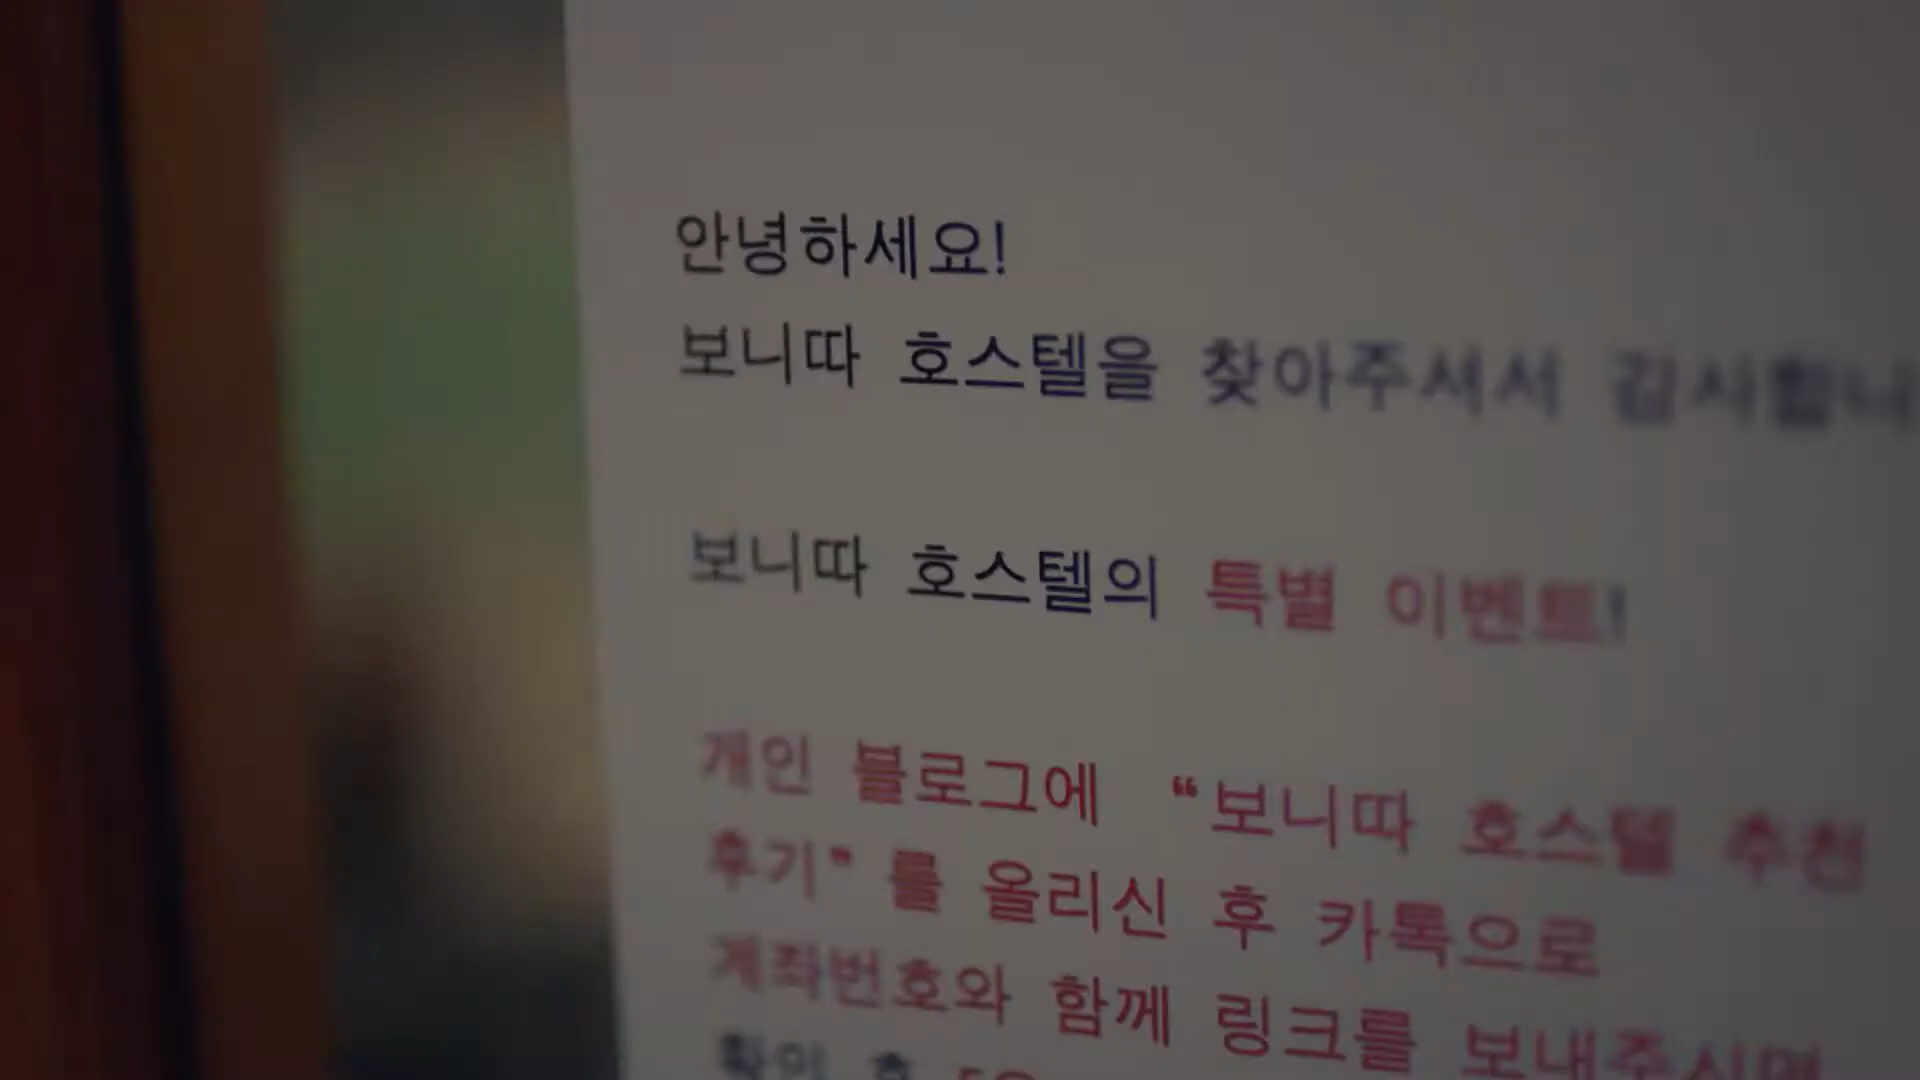 안녕하세요!
보니따 호스텔을 찾아주셔서 감사합니
보니따 호스텔의 특별 이벤트!
개인 블로그에 “보니따 호스텔 추천
후기” 를 올리신 후 카톡으로
계좌번호와 함께 링크를 보내주시면
확인 후